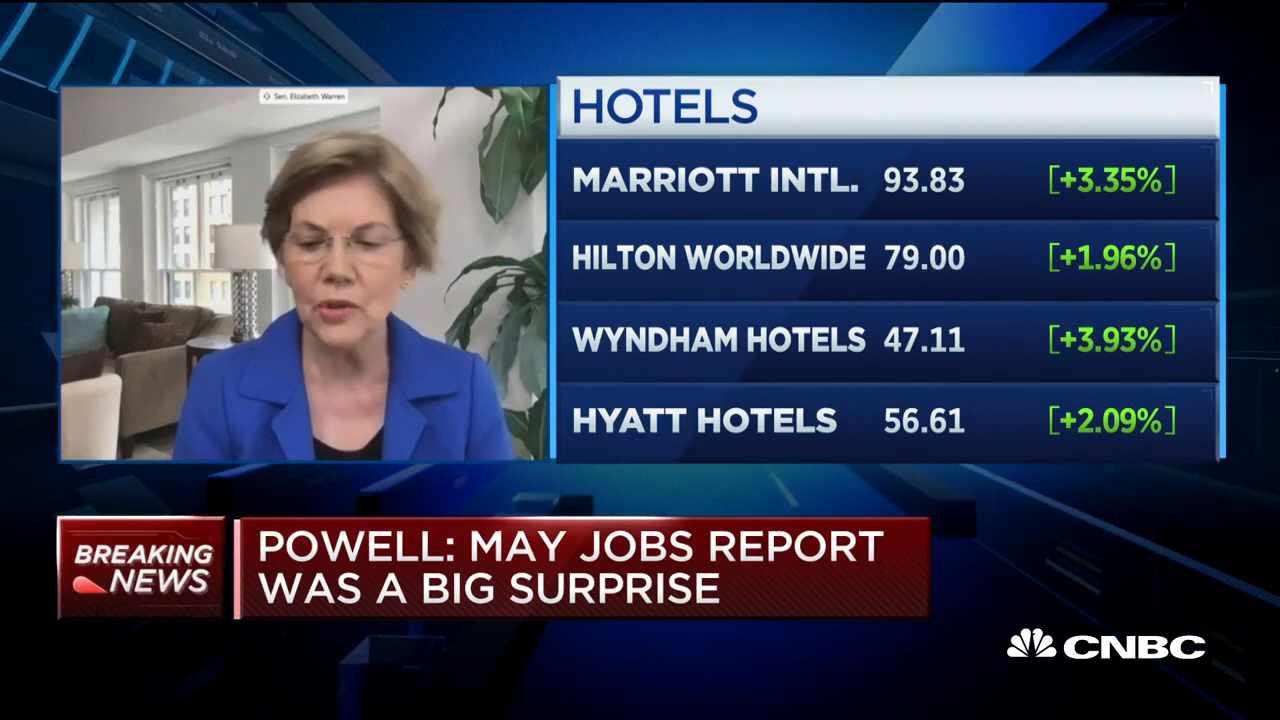 Sen. Elizabeth Warren
HOTELS
MARRIOTT INTL. 93.83 [+3.35%]
HILTON WORLDWIDE 79.00 [+1.96%]
WYNDHAM HOTELS 47.11 [+3.93%]
HYATT HOTELS 56.61 [+2.09%]
BREAKING
NEWS
POWELL: MAY JOBS REPORT
WAS A BIG SURPRISE
CNBC